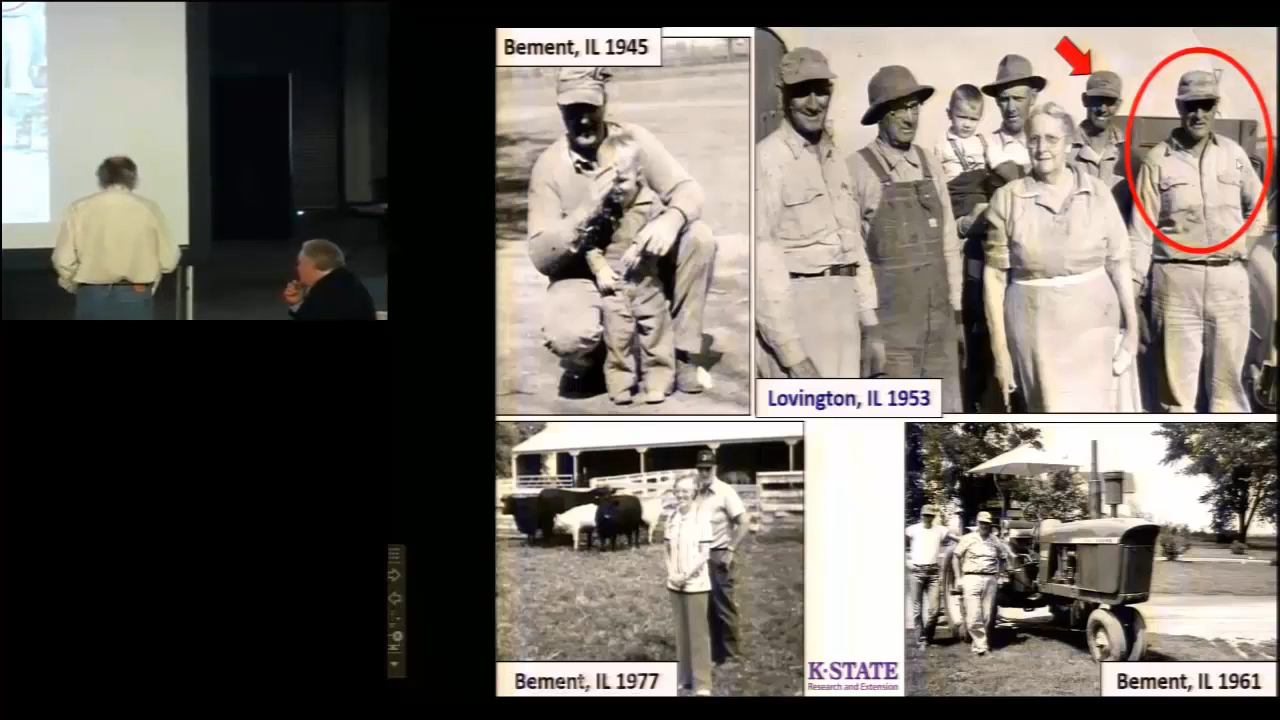 Bement, IL 1945
Lovington, IL 1953
Bement, IL 1977
K·STATE
Research and Extension
Bement, IL 1961